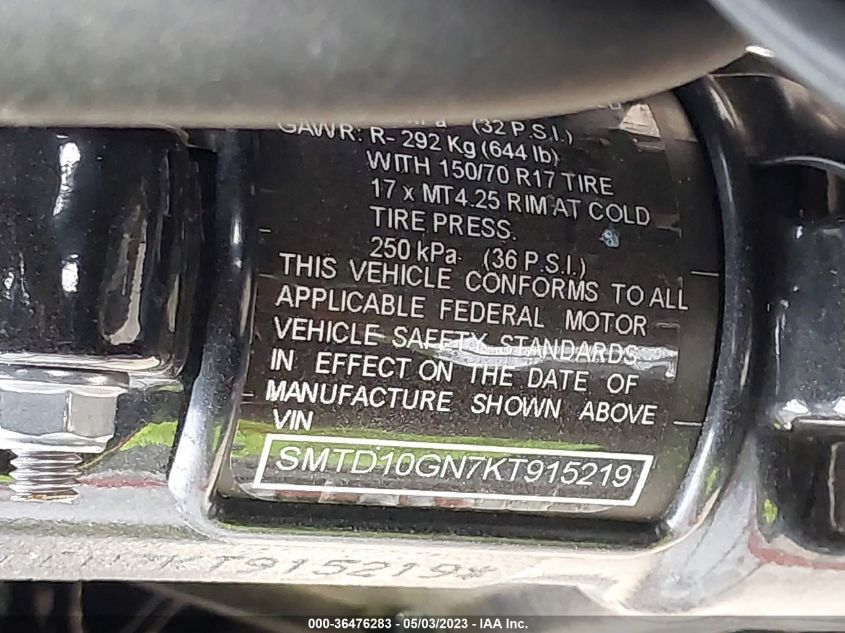 (32 P.S.I.)
GAWR: R- 292 Kg (644 lb)
WITH 150/70 R17 TIRE
17 x MT4.25 RIM AT COLD
TIRE PRESS.
250 kPa (36 P.S.I.)
THIS VEHICLE CONFORMS TO ALL
APPLICABLE FEDERAL MOTOR
VEHICLE SAFETY STANDARDS
IN EFFECT ON THE DATE OF
MANUFACTURE SHOWN ABOVE
VIN
SMTD10GN7KT915219
KT915219*
000-36476283 - 05/03/2023 - IAA Inc.